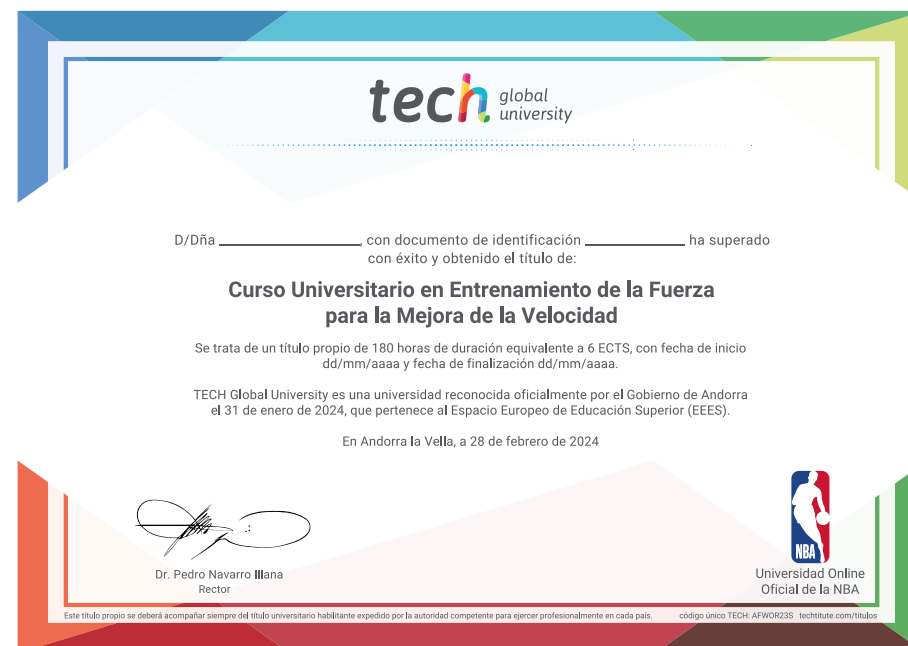 tech global university
D/Dña ____________________, con documento de identificación ______________ ha superado
con éxito y obtenido el título de:
Curso Universitario en Entrenamiento de la Fuerza
para la Mejora de la Velocidad
Se trata de un título propio de 180 horas de duración equivalente a 6 ECTS, con fecha de inicio
dd/mm/aaaa y fecha de finalización dd/mm/aaaa.
TECH Global University es una universidad reconocida oficialmente por el Gobierno de Andorra
el 31 de enero de 2024, que pertenece al Espacio Europeo de Educación Superior (EEES).
En Andorra la Vella, a 28 de febrero de 2024
Dr. Pedro Navarro Illana
Rector
NBA
Universidad Online
Oficial de la NBA
Este título propio se deberá acompañar siempre del título universitario habilitante expedido por la autoridad competente para ejercer profesionalmente en cada país. código único TECH: AFWOR23S techtitute.com/titulos